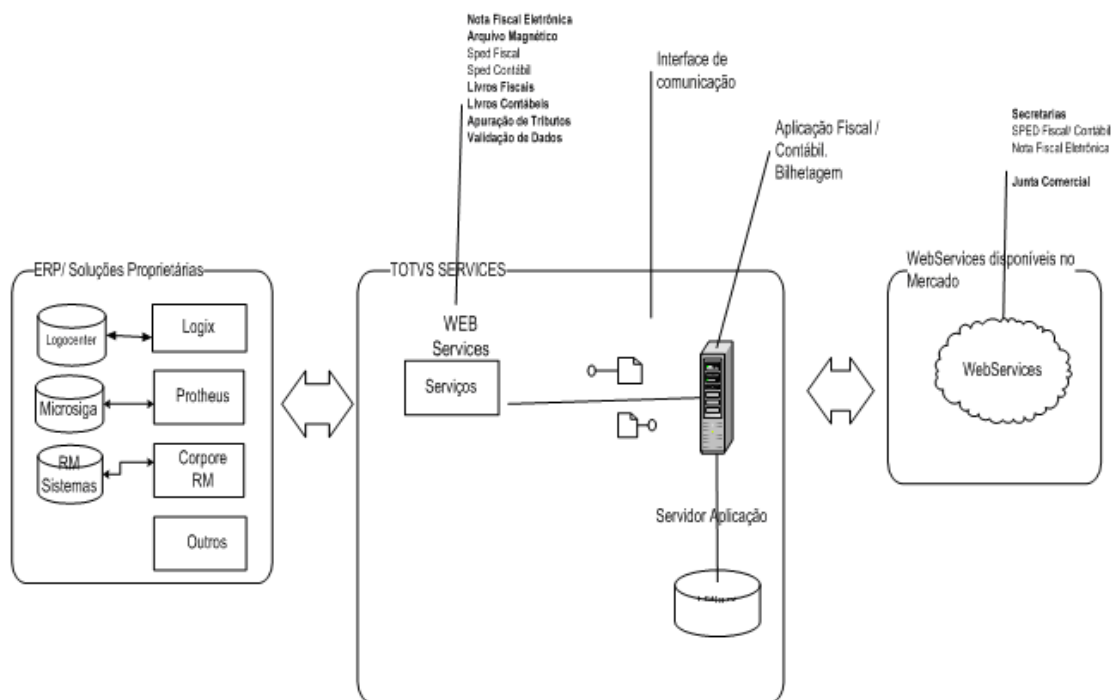 Nota Fiscal Eletrônica
Arquivo Magnético
Sped Fiscal
Sped Contábil
Livros Fiscais
Livros Contábeis
Apuração de Tributos
Validação de Dados
Interface de
comunicação
Aplicação Fiscal /
Contábil.
Bilhetagem
Secretarias
SPED Fiscal/ Contábil
Nota Fiscal Eletrônica
Junta Comercial
ERP/ Soluções Proprietárias
Logocenter
Logix
Microsiga
Protheus
RM
Sistemas
Corpore
RM
Outros
TOTVS SERVICES
WEB
Services
Serviços
Servidor Aplicação
WebServices disponíveis no
Mercado
WebServices